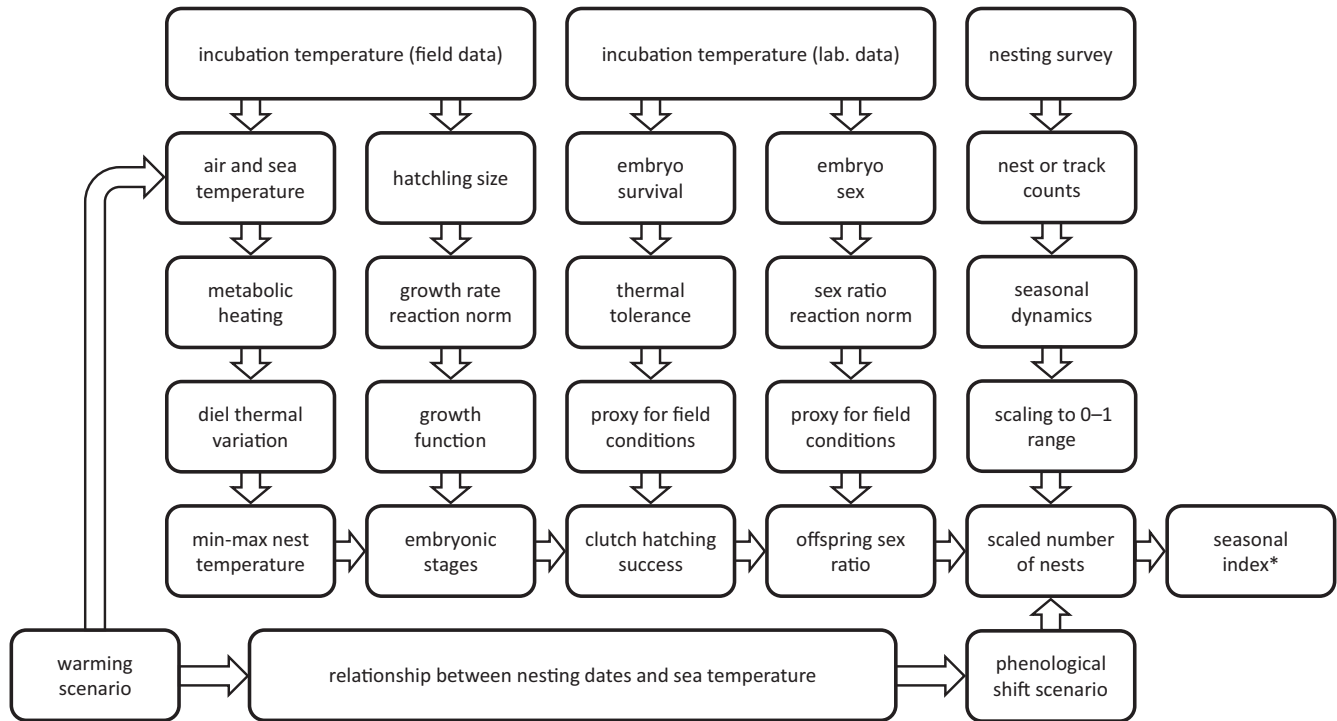 incubation temperature (field data)
incubation temperature (lab. data)
nesting survey
air and sea
temperature
hatchling size
embryo
survival
embryo
sex
nest or track
counts
metabolic
heating
growth rate
reaction norm
thermal
tolerance
sex ratio
reaction norm
seasonal
dynamics
diel thermal
variation
growth
function
proxy for field
conditions
proxy for field
conditions
scaling to 0–1
range
min-max nest
temperature
embryonic
stages
clutch hatching
success
offspring sex
ratio
scaled number
of nests
seasonal
index*
warming
scenario
relationship between nesting dates and sea temperature
phenological
shift scenario